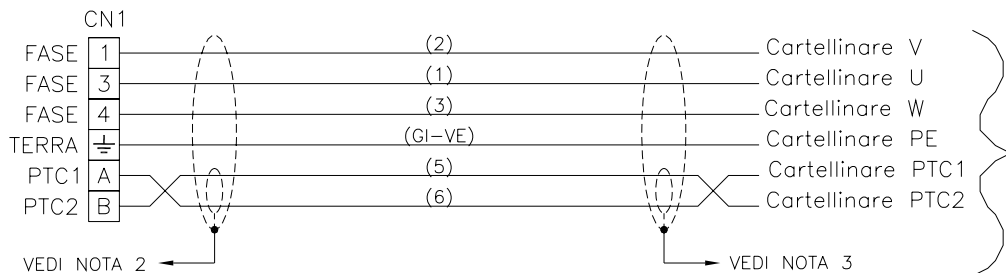 CN1
FASE 1 (2) Cartellinare V
FASE 3 (1) Cartellinare U
FASE 4 (3) Cartellinare W
TERRA (GI-VE) Cartellinare PE
PTC1 A (5) Cartellinare PTC1
PTC2 B (6) Cartellinare PTC2
VEDI NOTA 2 VEDI NOTA 3